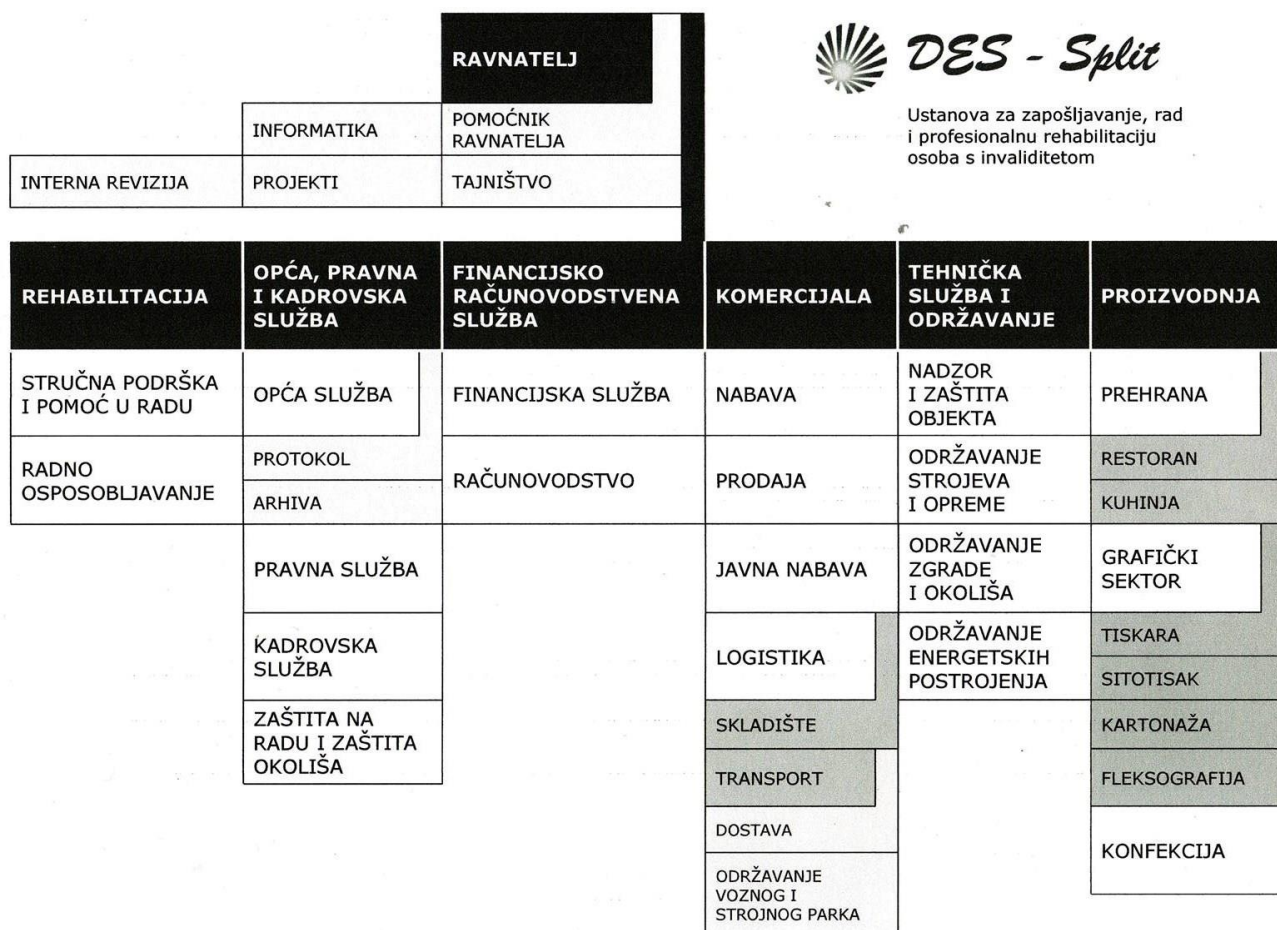 RAVNATELJ
DES - Split
Ustanova za zapošljavanje, rad
i profesionalnu rehabilitaciju
osoba s invaliditetom
INFORMATIKA
POMOĆNIK
RAVNATELJA
INTERNA REVIZIJA
PROJEKTI
TAJNIŠTVO
REHABILITACIJA
STRUČNA PODRŠKA
I POMOĆ U RADU
RADNO
OSPOSOBLJAVANJE
OPĆA, PRAVNA
I KADROVSKA
SLUŽBA
OPĆA SLUŽBA
PROTOKOL
ARHIVA
PRAVNA SLUŽBA
KADROVSKA
SLUŽBA
ZAŠTITA NA
RADU I ZAŠTITA
OKOLIŠA
FINANCIJSKO
RAČUNOVODSTVENA
SLUŽBA
FINANCIJSKA SLUŽBA
RAČUNOVODSTVO
KOMERCIJALA
NABAVA
PRODAJA
JAVNA NABAVA
LOGISTIKA
SKLADIŠTE
TRANSPORT
DOSTAVA
ODRŽAVANJE
VOZNOG I
STROJNOG PARKA
TEHNIČKA
SLUŽBA I
ODRŽAVANJE
NADZOR
I ZAŠTITA
OBJEKTA
ODRŽAVANJE
STROJEVA
I OPREME
ODRŽAVANJE
ZGRADE
I OKOLIŠA
ODRŽAVANJE
ENERGETSKIH
POSTROJENJA
PROIZVODNJA
PREHRANA
RESTORAN
KUHINJA
GRAFIČKI
SEKTOR
TISKARA
SITOTISAK
KARTONAŽA
FLEKSOGRAFIJA
KONFEKCIJA